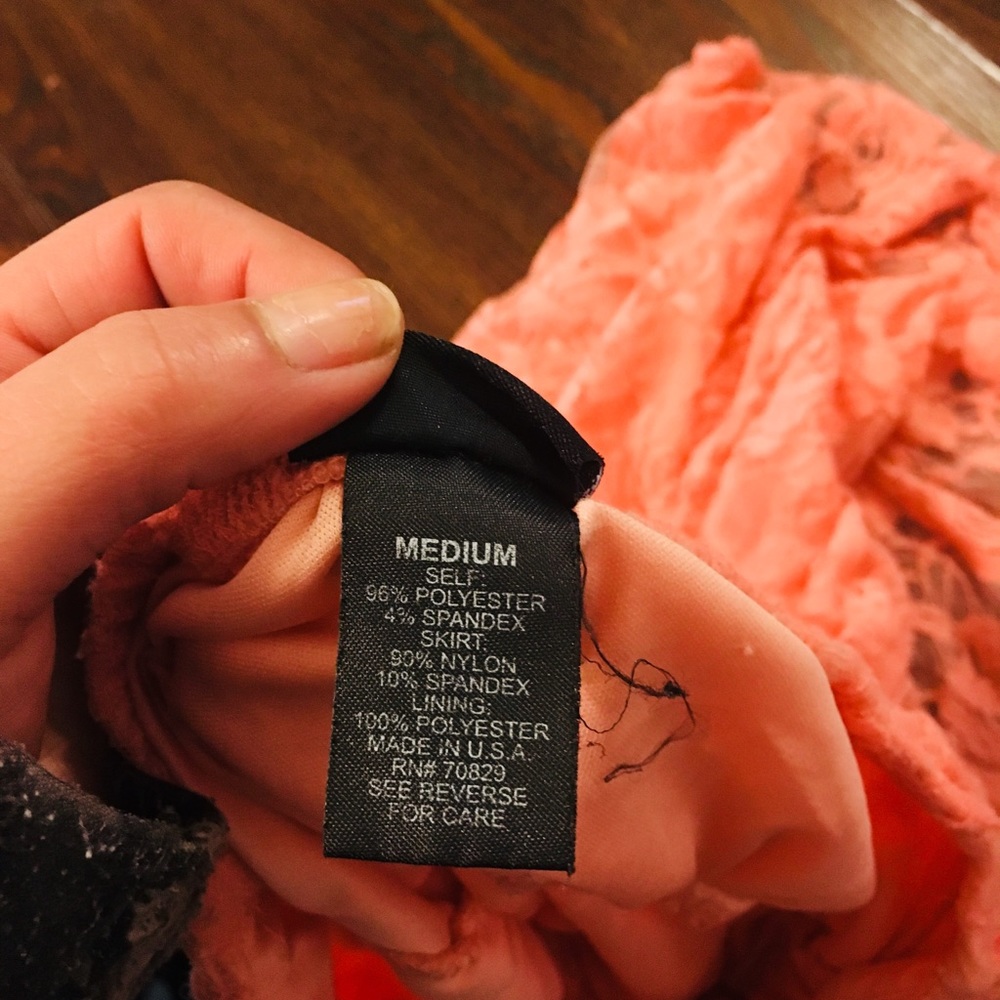 MEDIUM
SELF:
96% POLYESTER
4% SPANDEX
SKIRT
90% NYLON
10% SPANDEX
LINING:
100% POLYESTER
MADE IN U.S.A.
RN# 70829
SEE REVERSE
FOR CARE